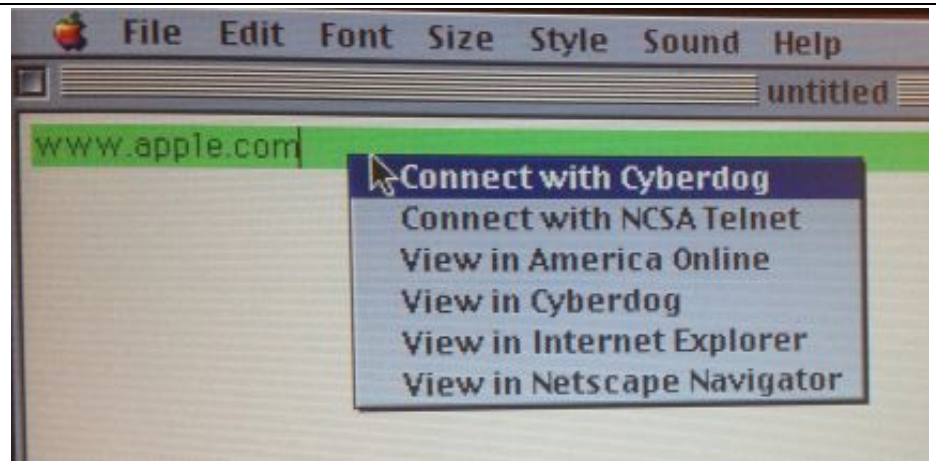 File Edit Font Size Style Sound Help
untitled
www.apple.com
Connect with Cyberdog
Connect with NCSA Telnet
View in America Online
View in Cyberdog
View in Internet Explorer
View in Netscape Navigator